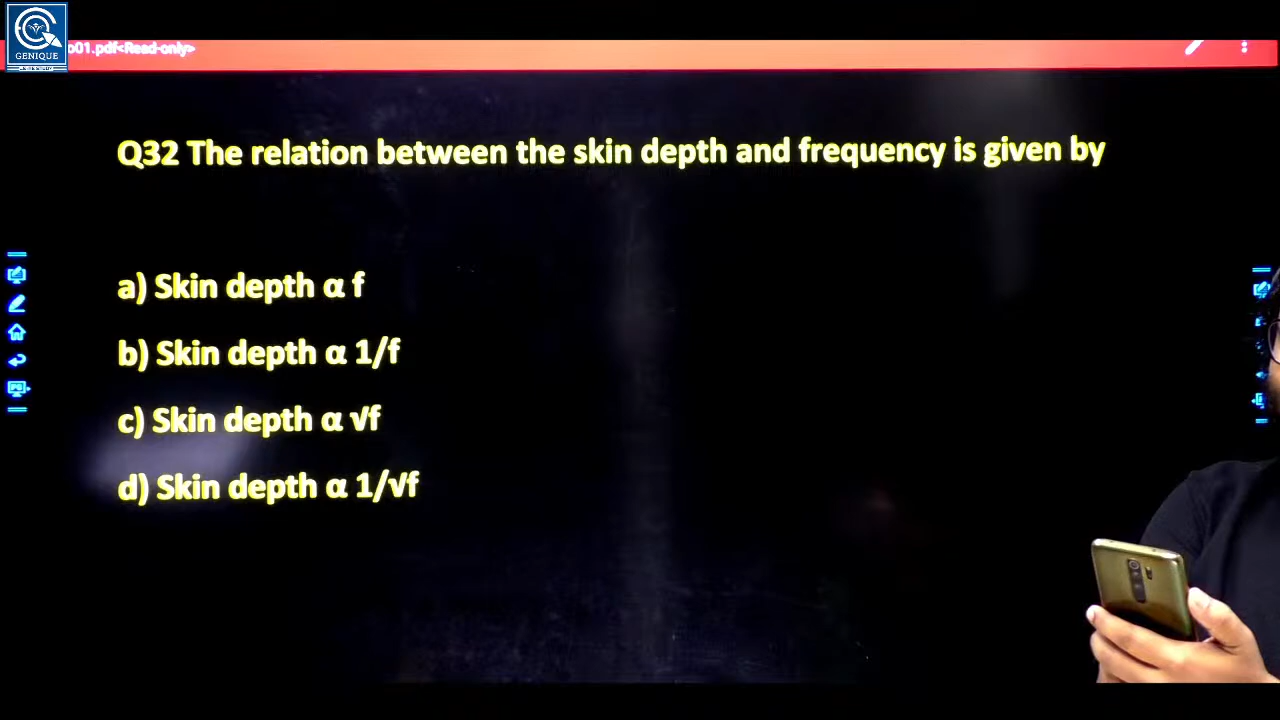 GENIQUE
o01.pdf<Read-only>
Q32 The relation between the skin depth and frequency is given by
a) Skin depth α f
b) Skin depth α 1/f
c) Skin depth α √f
d) Skin depth α 1/√f